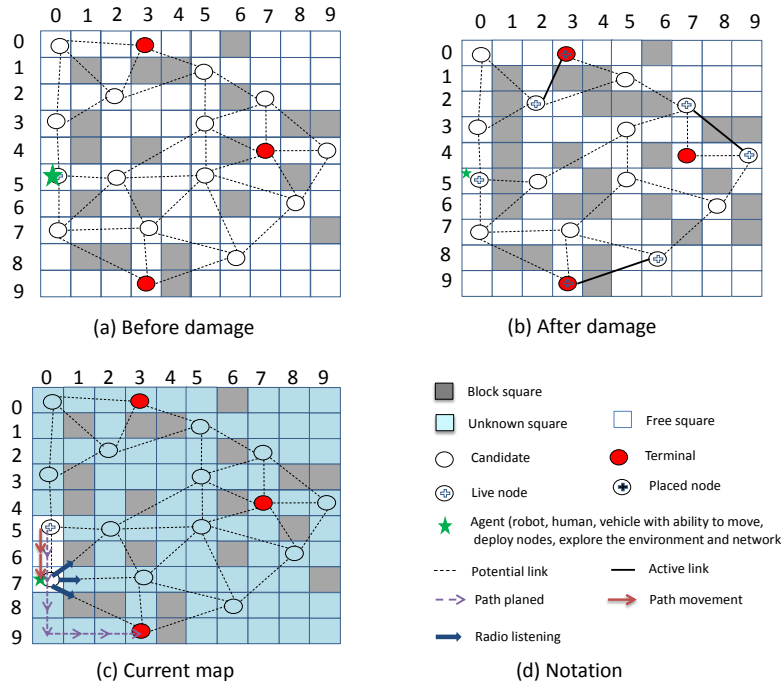 0 1 2 3 4 5 6 7 8 9
0
1
2
3
4
5
6
7
8
9
(a) Before damage
0 1 2 3 4 5 6 7 8 9
0
1
2
3
4
5
6
7
8
9
(b) After damage
0 1 2 3 4 5 6 7 8 9
0
1
2
3
4
5
6
7
8
9
(c) Current map
Block square
Unknown square
Free square
Candidate
Terminal
Live node
Placed node
Agent (robot, human, vehicle with ability to move,
deploy nodes, explore the environment and network
Potential link
Active link
Path planed
Path movement
Radio listening
(d) Notation